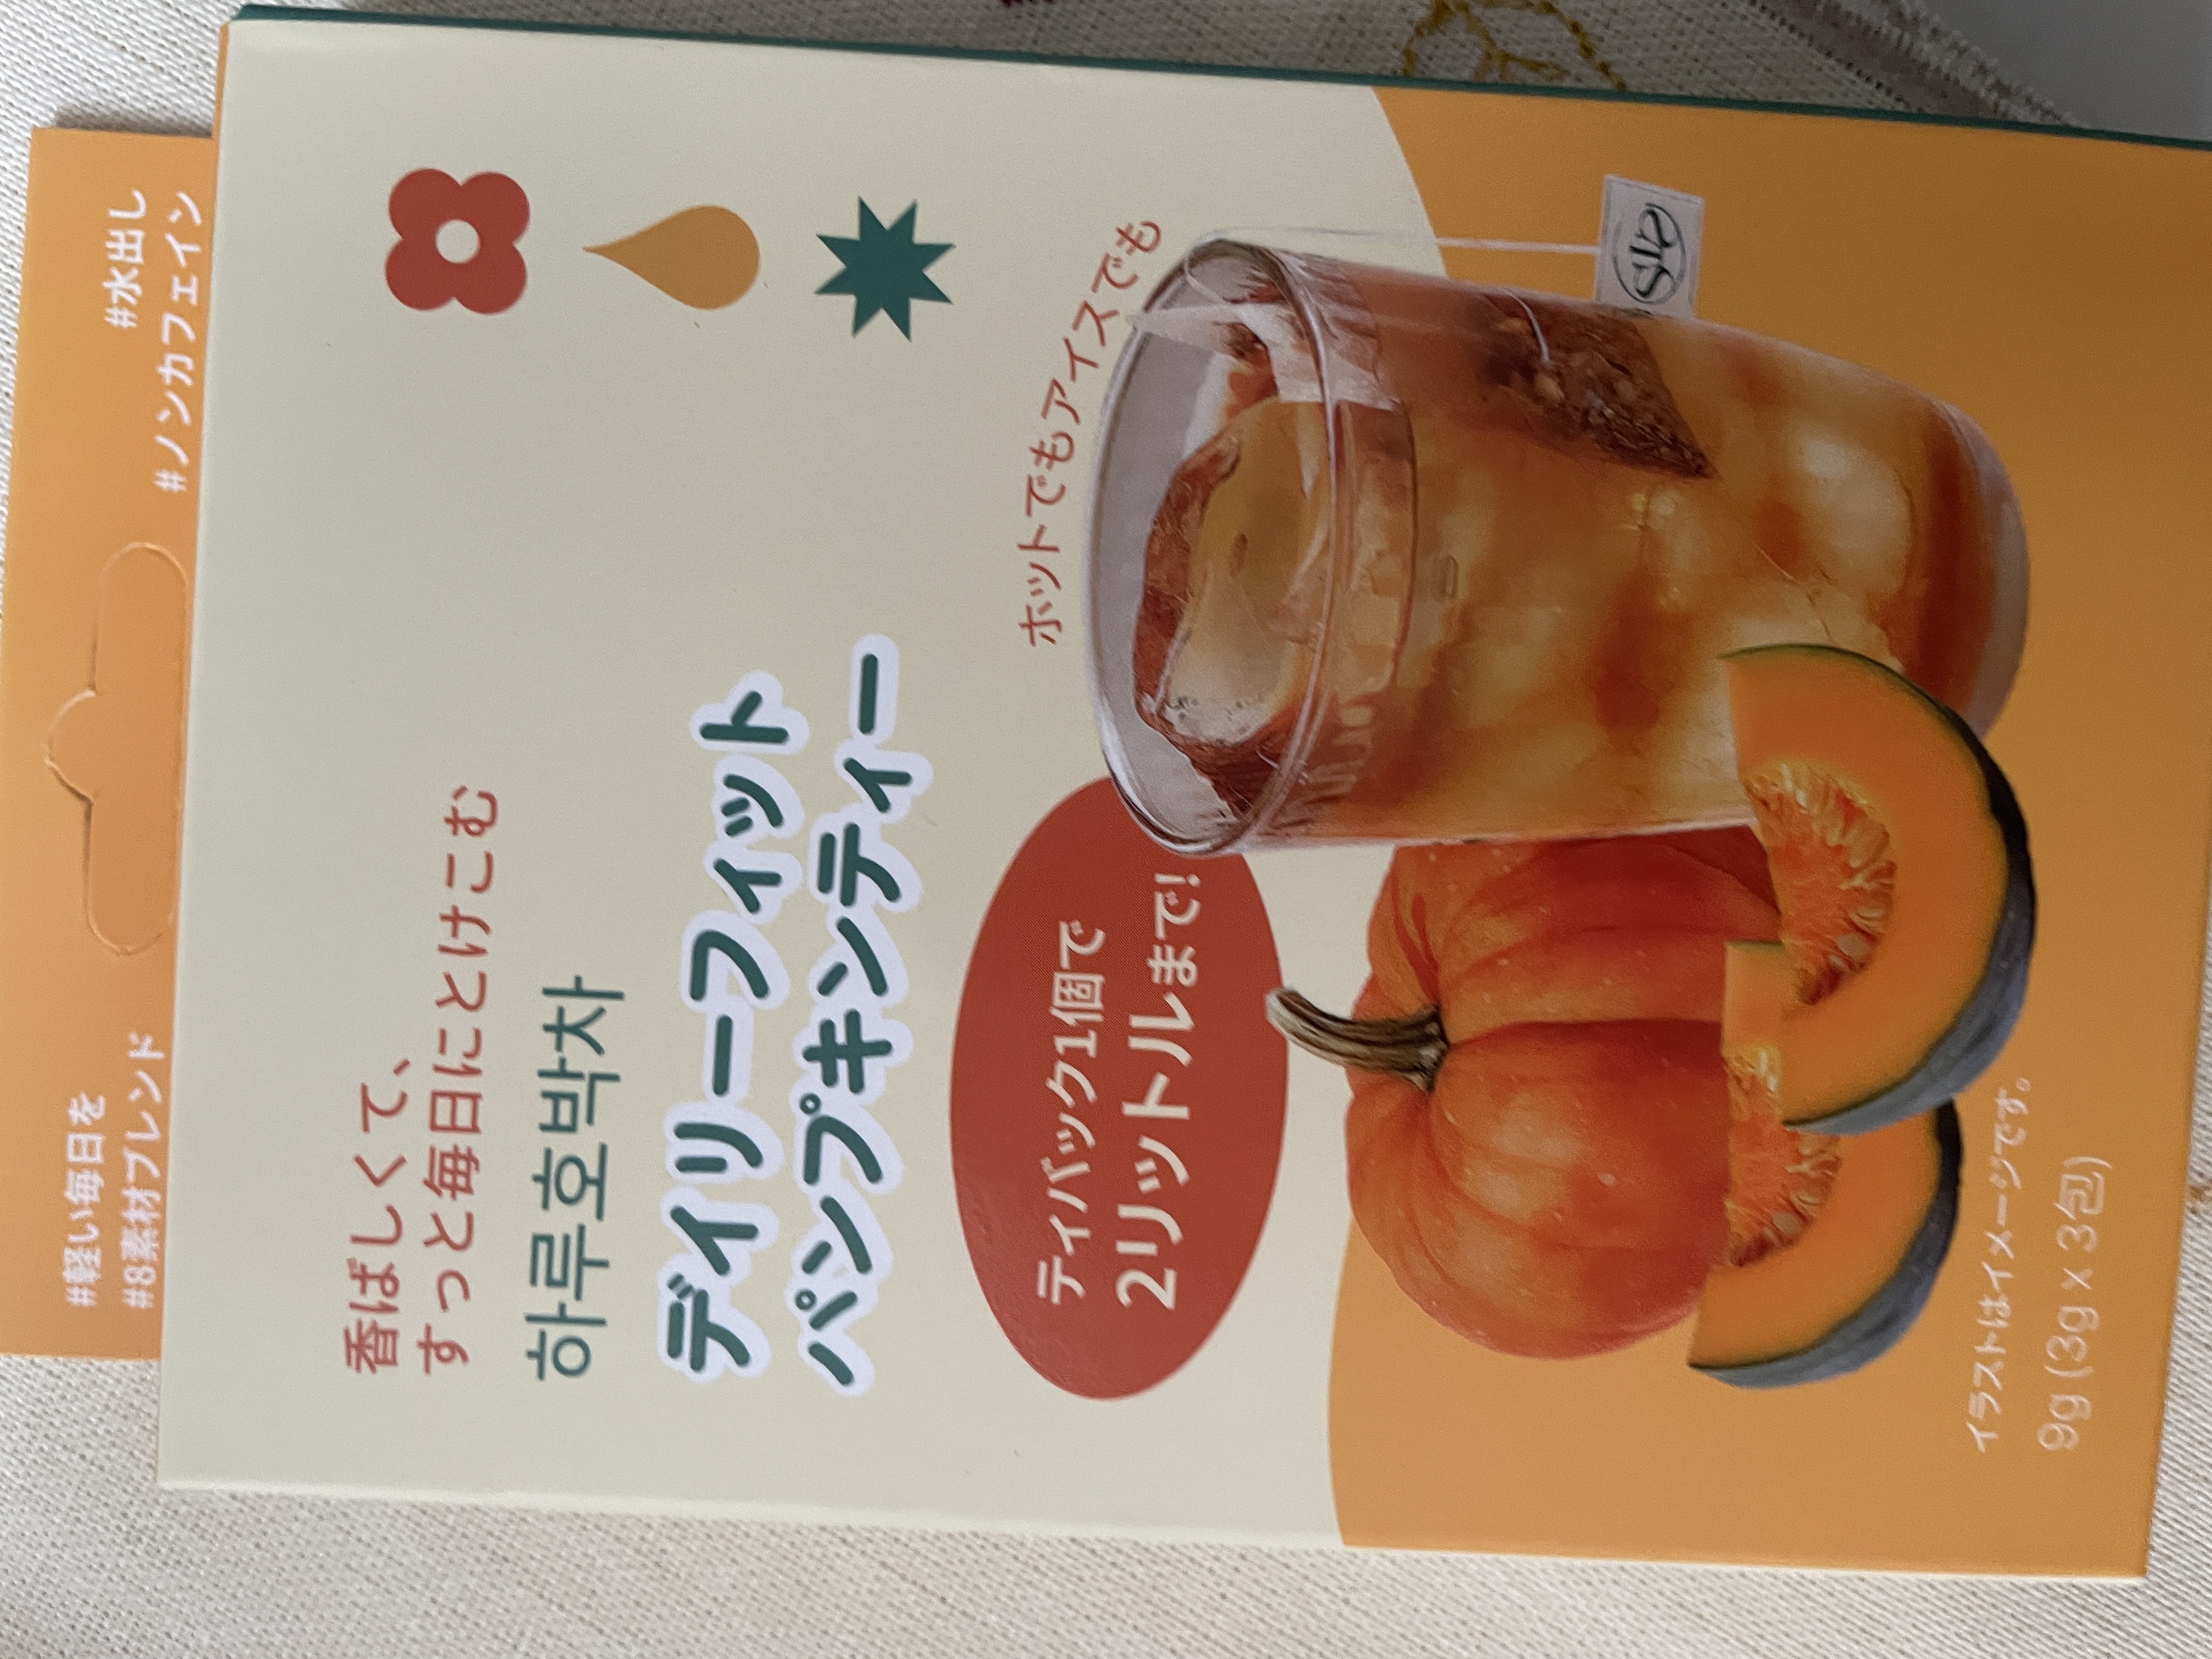 #軽い毎日を
#8素材ブレンド
#水出し
#ノンカフェイン
香ばしくて、
すっと毎日にとけこむ
하루호박차
デイリーフィット
パンプキンティー
ホットでもアイスでも
ティバック1個で
2リットルまで!
イラストはイメージです。
9g (3g x 3包)